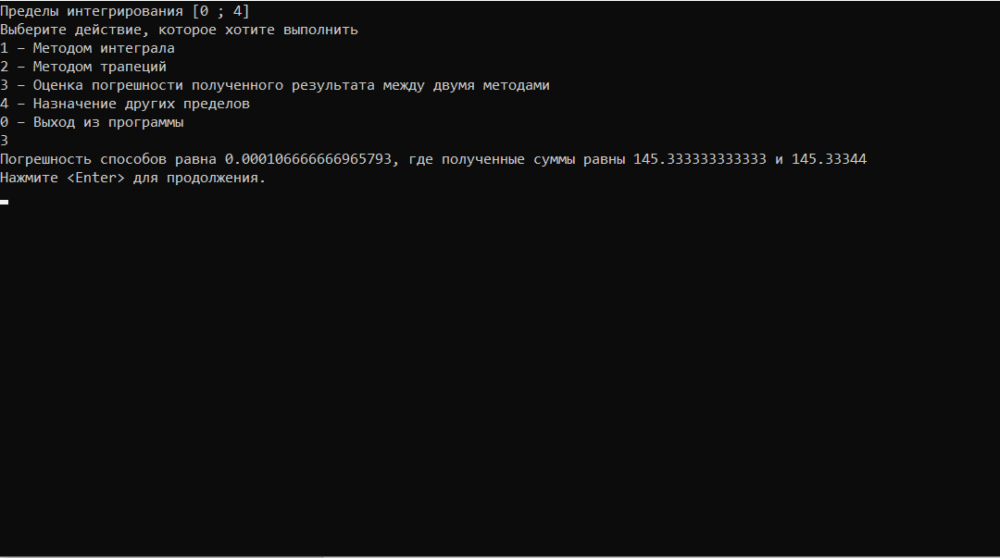 Пределы интегрирования [0 ; 4]
Выберите действие, которое хотите выполнить
1 – Методом интеграла
2 – Методом трапеций
3 – Оценка погрешности полученного результата между двумя методами
4 – Назначение других пределов
0 – Выход из программы
3
Погрешность способов равна 0.000106666666965793, где полученные суммы равны 145.333333333333 и 145.33344
Нажмите <Enter> для продолжения.